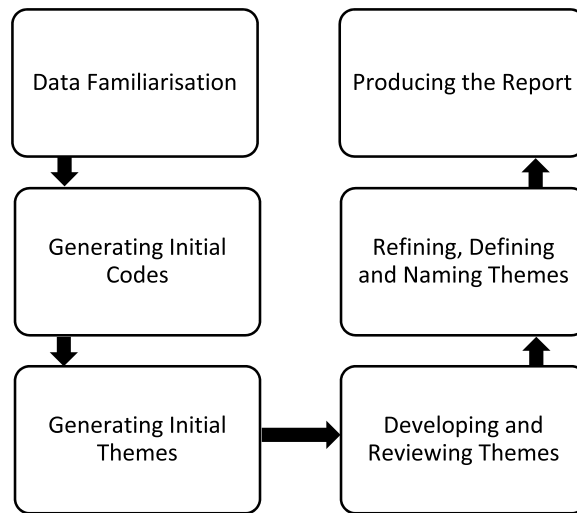 Data Familiarisation
Generating Initial
Codes
Generating Initial
Themes
Developing and
Reviewing Themes
Refining, Defining
and Naming Themes
Producing the Report